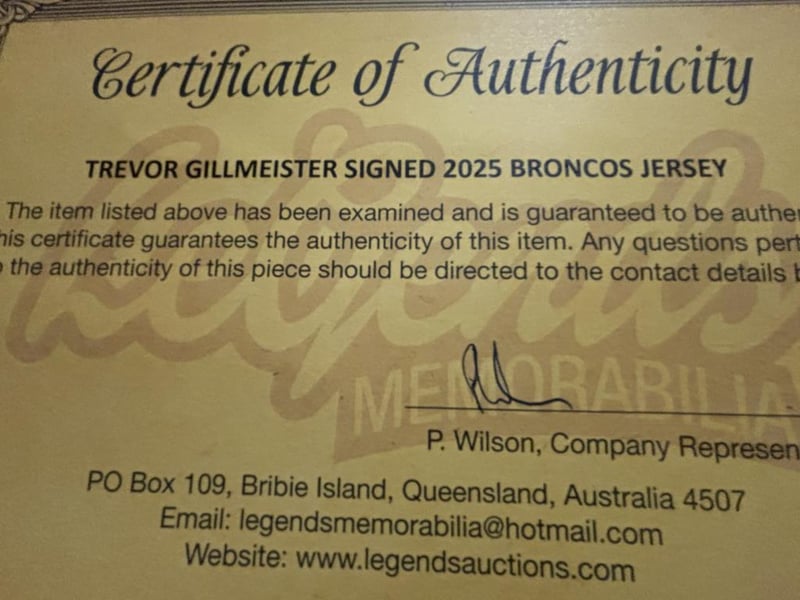 Certificate of Authenticity
TREVOR GILLMEISTER SIGNED 2025 BRONCOS JERSEY
The item listed above has been examined and is guaranteed to be authe
his certificate guarantees the authenticity of this item. Any questions pert
the authenticity of this piece should be directed to the contact details b
Legends
MEMORABILIA
P. Wilson, Company Represen
PO Box 109, Bribie Island, Queensland, Australia 4507
Email: legendsmemorabilia@hotmail.com
Website: www.legendsauctions.com